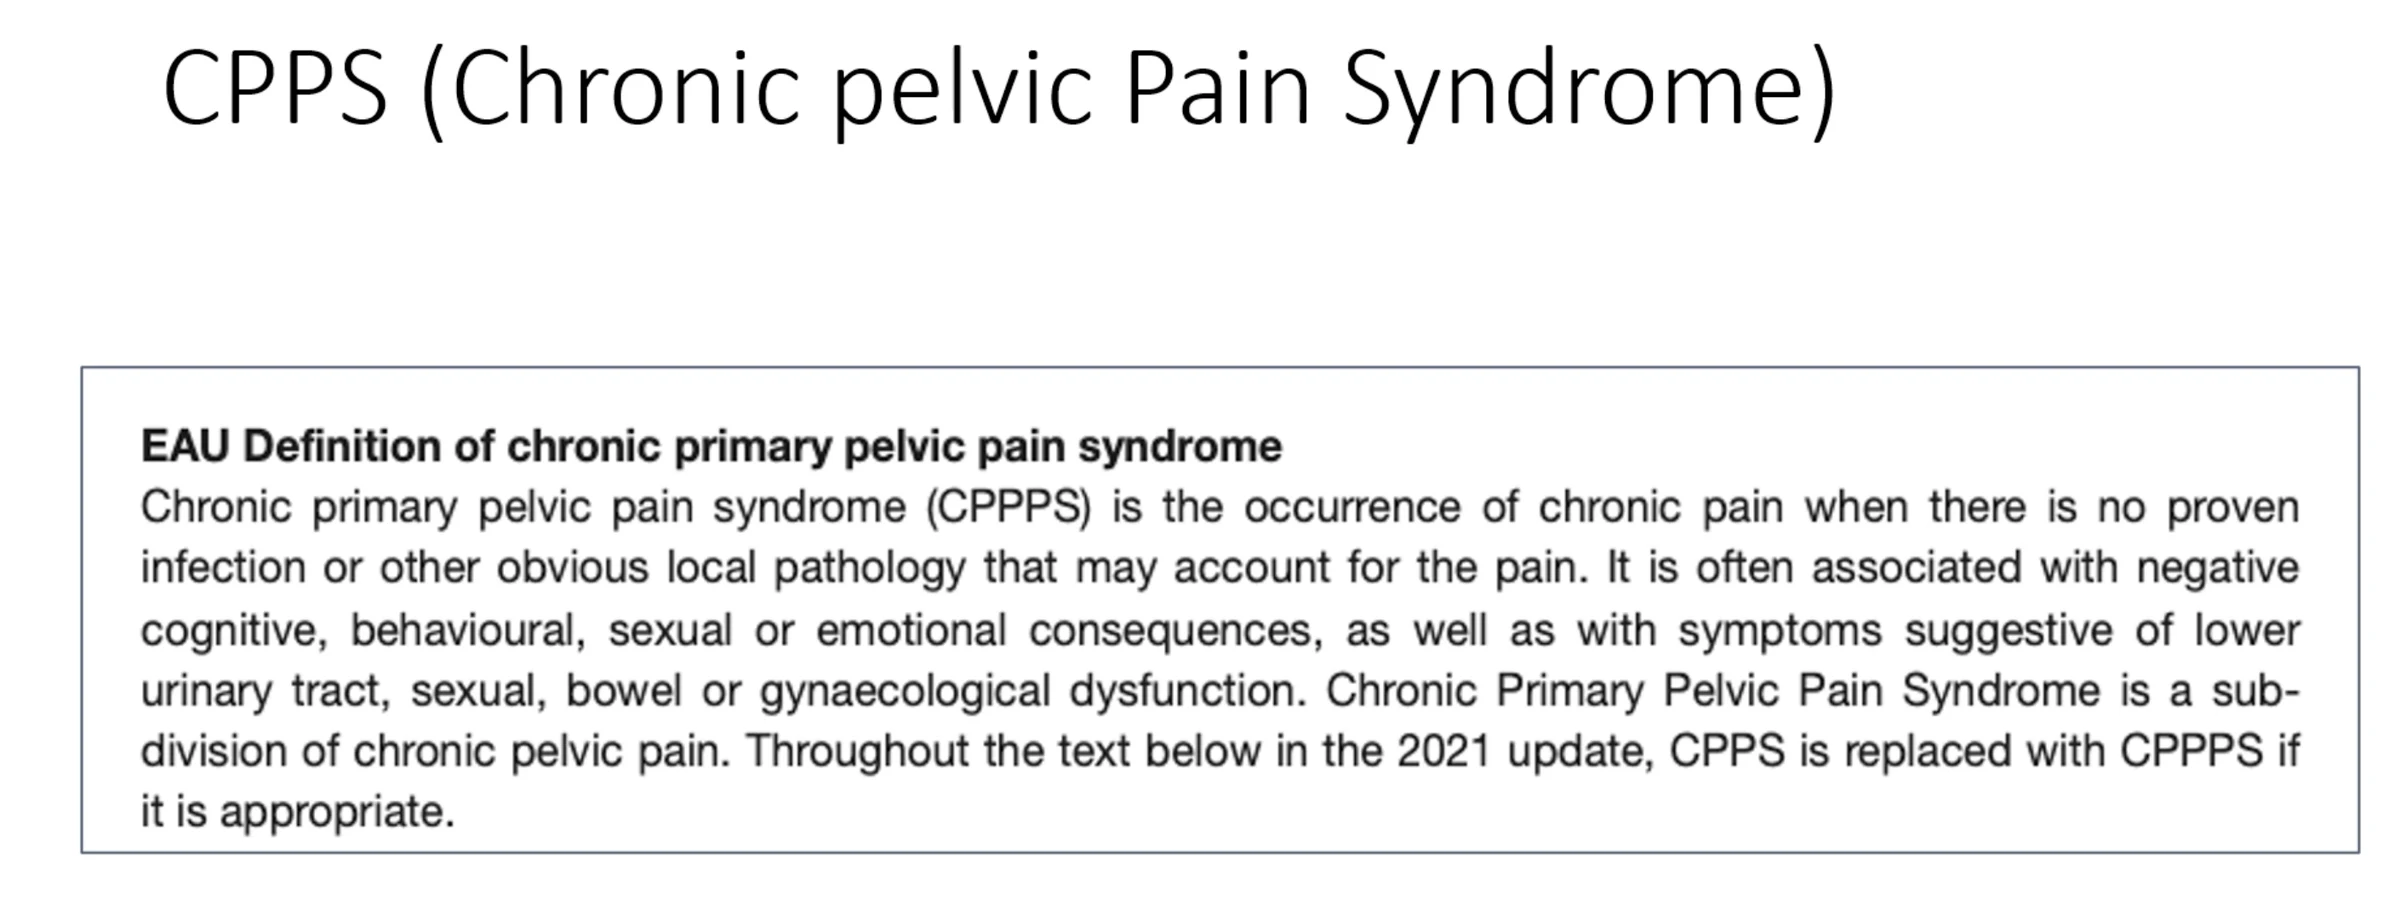 CPPS (Chronic pelvic Pain Syndrome)
EAU Definition of chronic primary pelvic pain syndrome
Chronic primary pelvic pain syndrome (CPPPS) is the occurrence of chronic pain when there is no proven
infection or other obvious local pathology that may account for the pain. It is often associated with negative
cognitive, behavioural, sexual or emotional consequences, as well as with symptoms suggestive of lower
urinary tract, sexual, bowel or gynaecological dysfunction. Chronic Primary Pelvic Pain Syndrome is a sub-
division of chronic pelvic pain. Throughout the text below in the 2021 update, CPPS is replaced with CPPPS if
it is appropriate.